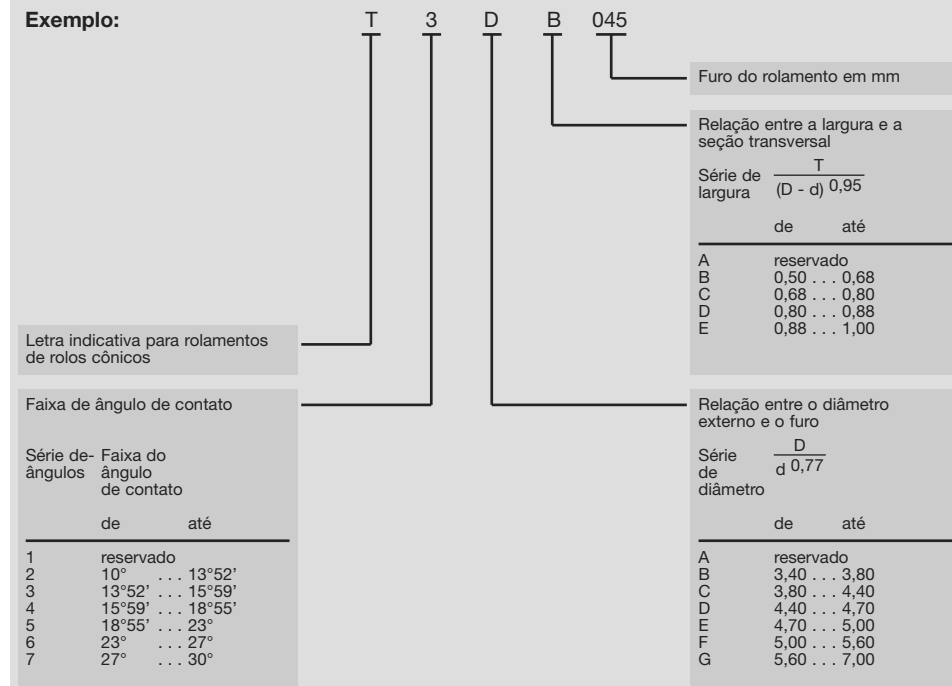 Exemplo: T 3 D B 045
Furo do rolamento em mm
Relação entre a largura e a
seção transversal
Série de
largura
T
(D - d) 0,95
de até
A reservado
B 0,50 . . . 0,68
C 0,68 . . . 0,80
D 0,80 . . . 0,88
E 0,88 . . . 1,00
Letra indicativa para rolamentos
de rolos cônicos
Faixa de ângulo de contato
Série de- Faixa do
ângulos ângulo
de contato
de até
1 reservado
2 10° . . . 13°52’
3 13°52’ . . . 15°59’
4 15°59’ . . . 18°55’
5 18°55’ . . . 23°
6 23° . . . 27°
7 27° . . . 30°
Relação entre o diâmetro
externo e o furo
Série
de
diâmetro
D
d 0,77
de até
A reservado
B 3,40 . . . 3,80
C 3,80 . . . 4,40
D 4,40 . . . 4,70
E 4,70 . . . 5,00
F 5,00 . . . 5,60
G 5,60 . . . 7,00